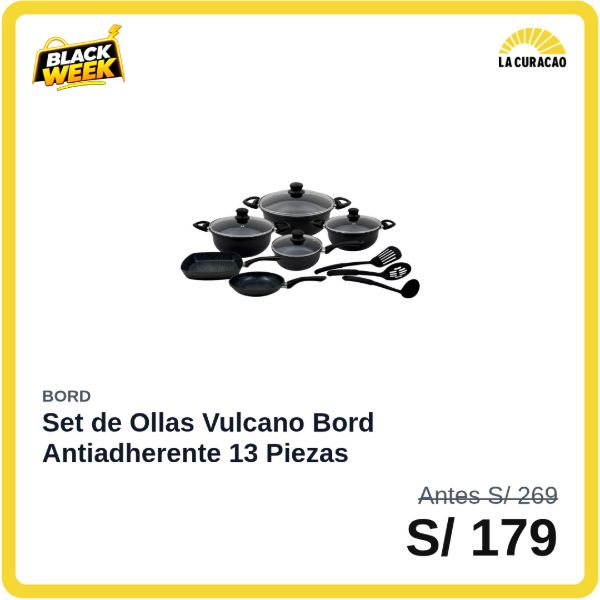 BLACK
WEEK
LA CURACAO
BORD
Set de Ollas Vulcano Bord
Antiadherente 13 Piezas
Antes S/ 269
S/ 179